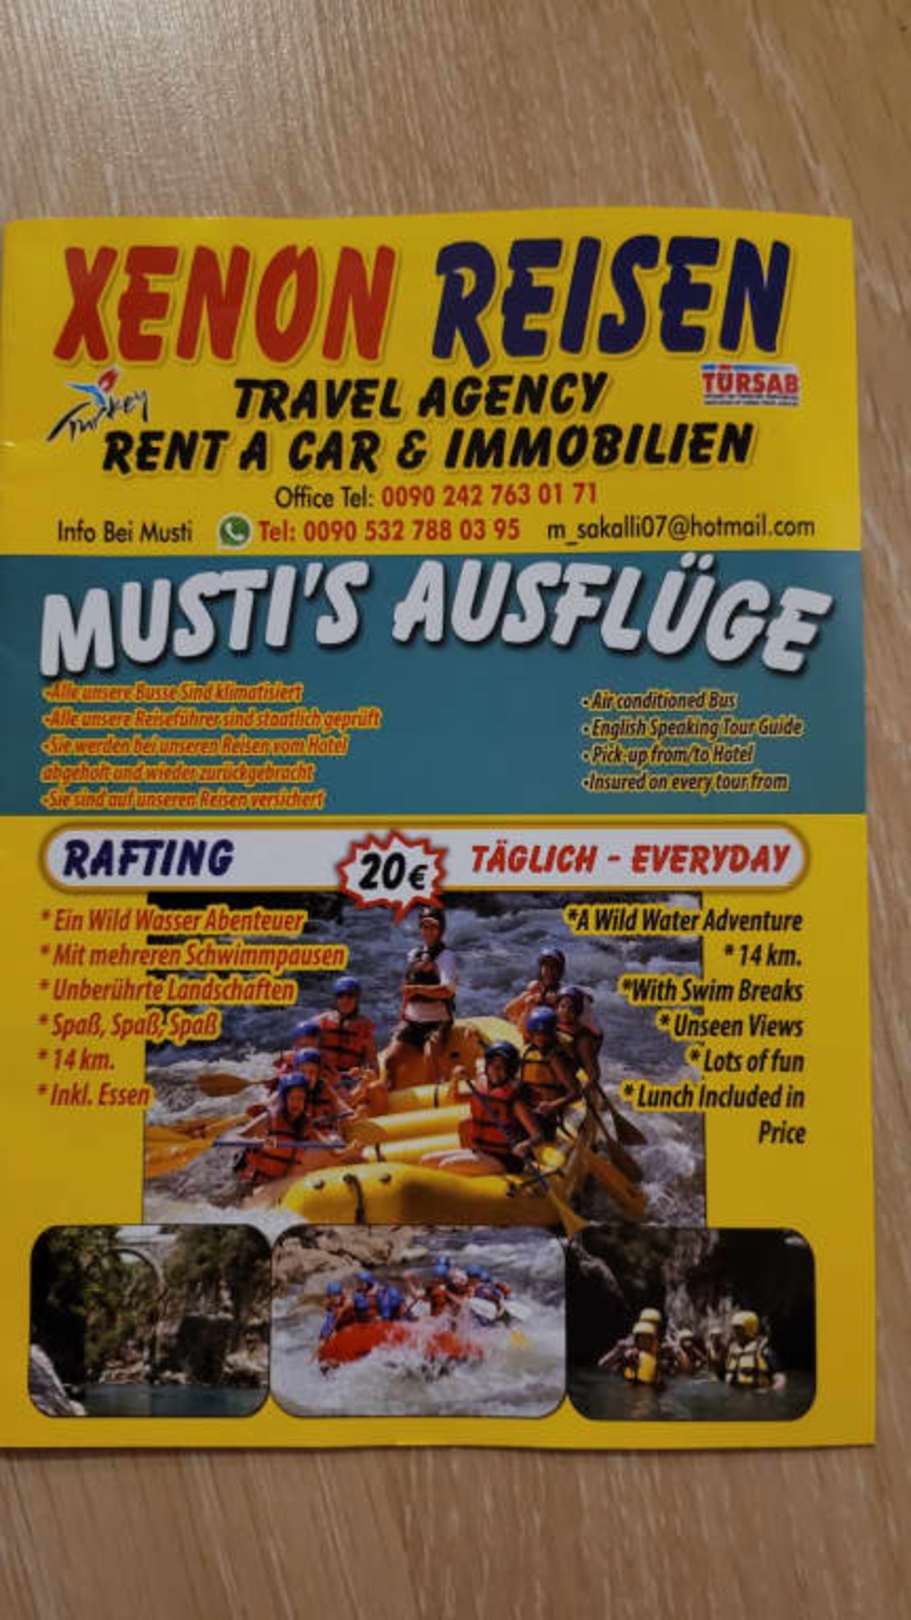 XENON REISEN
TRAVEL AGENCY
Turkey
TÜRSAB
RENT A CAR & IMMOBILIEN
Office Tel: 0090 242 763 01 71
Info Bei Musti Tel: 0090 532 788 03 95 m_sakalli07@hotmail.com
MUSTI'S AUSFLÜGE
•Alle unsere Busse Sind klimatisiert
•Alle unsere Reiseführer sind staatlich geprüft
•Sie werden bei unseren Reisen vom Hotel
abgeholt und wieder zurückgebracht
•Sie sind auf unseren Reisen versichert
•Air conditioned Bus
•English Speaking Tour Guide
•Pick-up from/to Hotel
•Insured on every tour from
RAFTING 20€ TÄGLICH - EVERYDAY
* Ein Wild Wasser Abenteuer
* Mit mehreren Schwimmpausen
* Unberührte Landschaften
* Spaß, Spaß, Spaß
* 14 km.
* Inkl. Essen
*A Wild Water Adventure
* 14 km.
*With Swim Breaks
* Unseen Views
* Lots of fun
* Lunch included in
Price